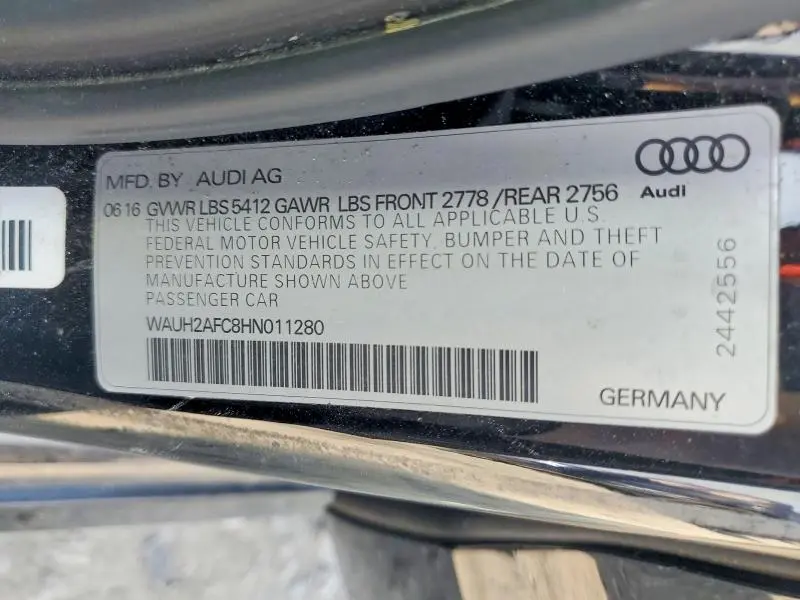 MFD. BY AUDI AG
Audi
06 16 GVWR LBS 5412 GAWR LBS FRONT 2778 /REAR 2756
THIS VEHICLE CONFORMS TO ALL APPLICABLE U.S.
FEDERAL MOTOR VEHICLE SAFETY, BUMPER AND THEFT
PREVENTION STANDARDS IN EFFECT ON THE DATE OF
MANUFACTURE SHOWN ABOVE
PASSENGER CAR
WAUH2AFC8HN011280
GERMANY
2442556